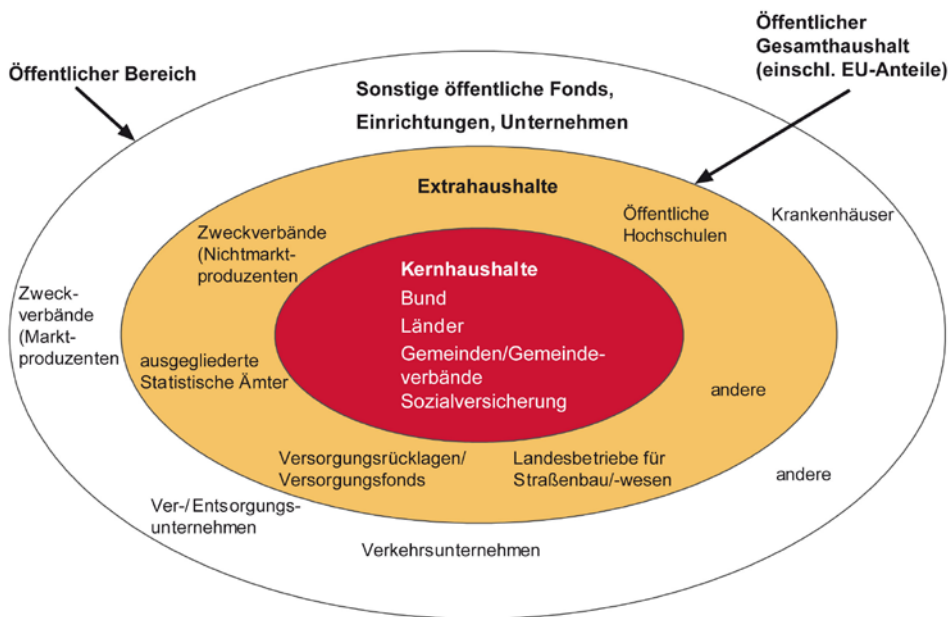 Öffentlicher
Gesamthaushalt
(einschl. EU-Anteile)
Öffentlicher Bereich
Sonstige öffentliche Fonds,
Einrichtungen, Unternehmen
Extrahaushalte
Öffentliche
Hochschulen
Krankenhäuser
Zweckverbände
(Nichtmarkt-
produzenten
Kernhaushalte
Bund
Länder
Gemeinden/Gemeinde-
verbände
Sozialversicherung
Zweck-
verbände
(Markt-
produzenten
ausgegliederte
Statistische Ämter
andere
Versorgungsrücklagen/
Versorgungsfonds
Landesbetriebe für
Straßenbau/-wesen
andere
Ver-/ Entsorgungs-
unternehmen
Verkehrsunternehmen